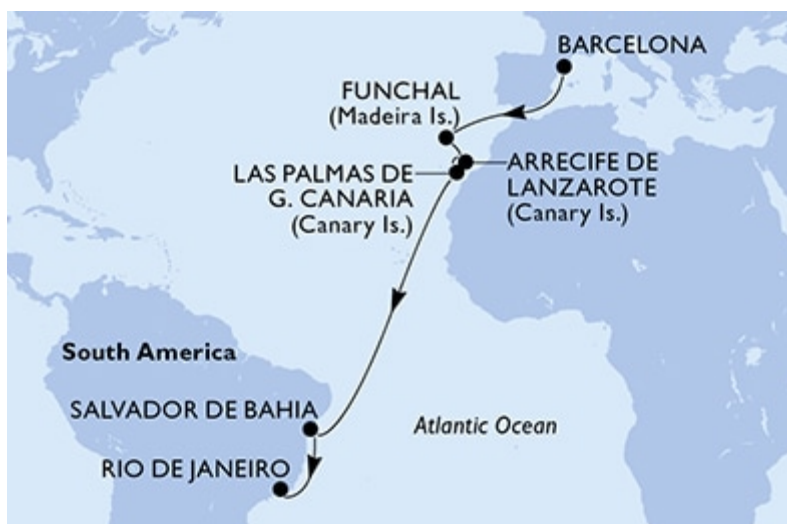 BARCELONA
FUNCHAL
(Madeira Is.)
LAS PALMAS DE
G. CANARIA
(Canary Is.)
ARRECIFE DE
LANZAROTE
(Canary Is.)
South America
SALVADOR DE BAHIA
Atlantic Ocean
RIO DE JANEIRO